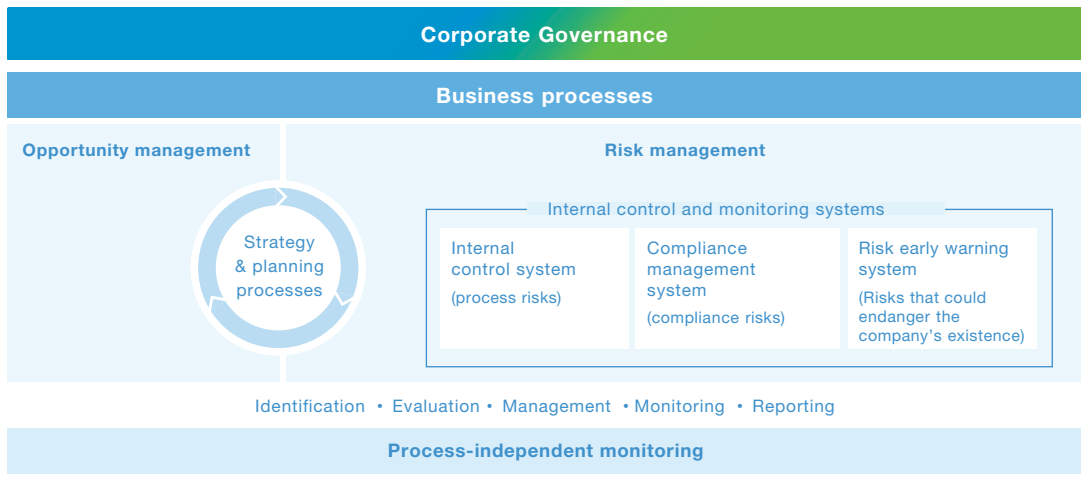 Corporate Governance
Business processes
Opportunity management
Risk management
Strategy
& planning
processes
Internal control and monitoring systems
Internal
control system
(process risks)
Compliance
management
system
(compliance risks)
Risk early warning
system
(Risks that could
endanger the
company’s existence)
Identification • Evaluation • Management • Monitoring • Reporting
Process-independent monitoring